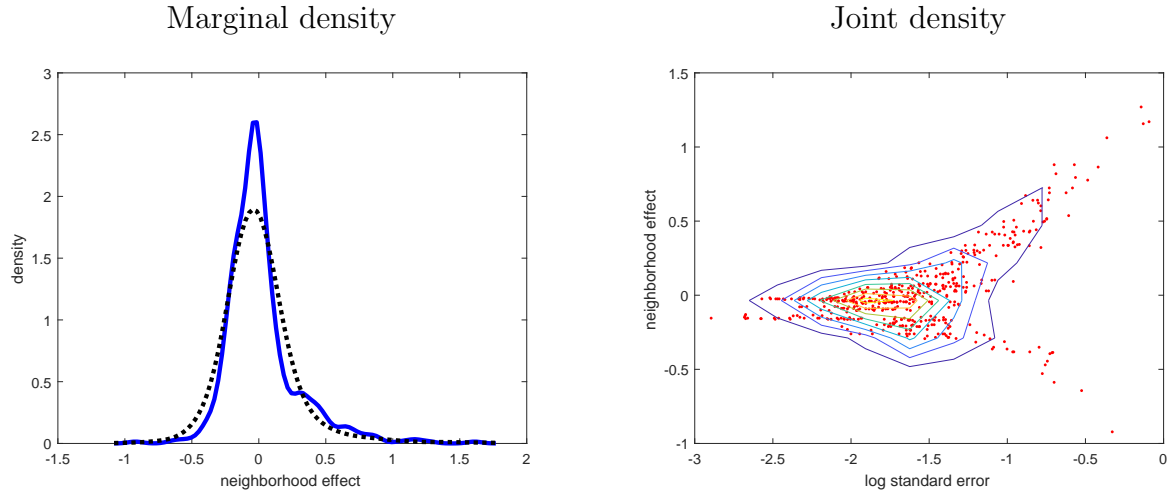 Marginal density
3
2.5
2
1.5
1
0.5
0
density
-1.5 -1 -0.5 0 0.5 1 1.5 2
neighborhood effect
Joint density
1.5
1
0.5
0
-0.5
-1
neighborhood effect
-3 -2.5 -2 -1.5 -1 -0.5 0
log standard error